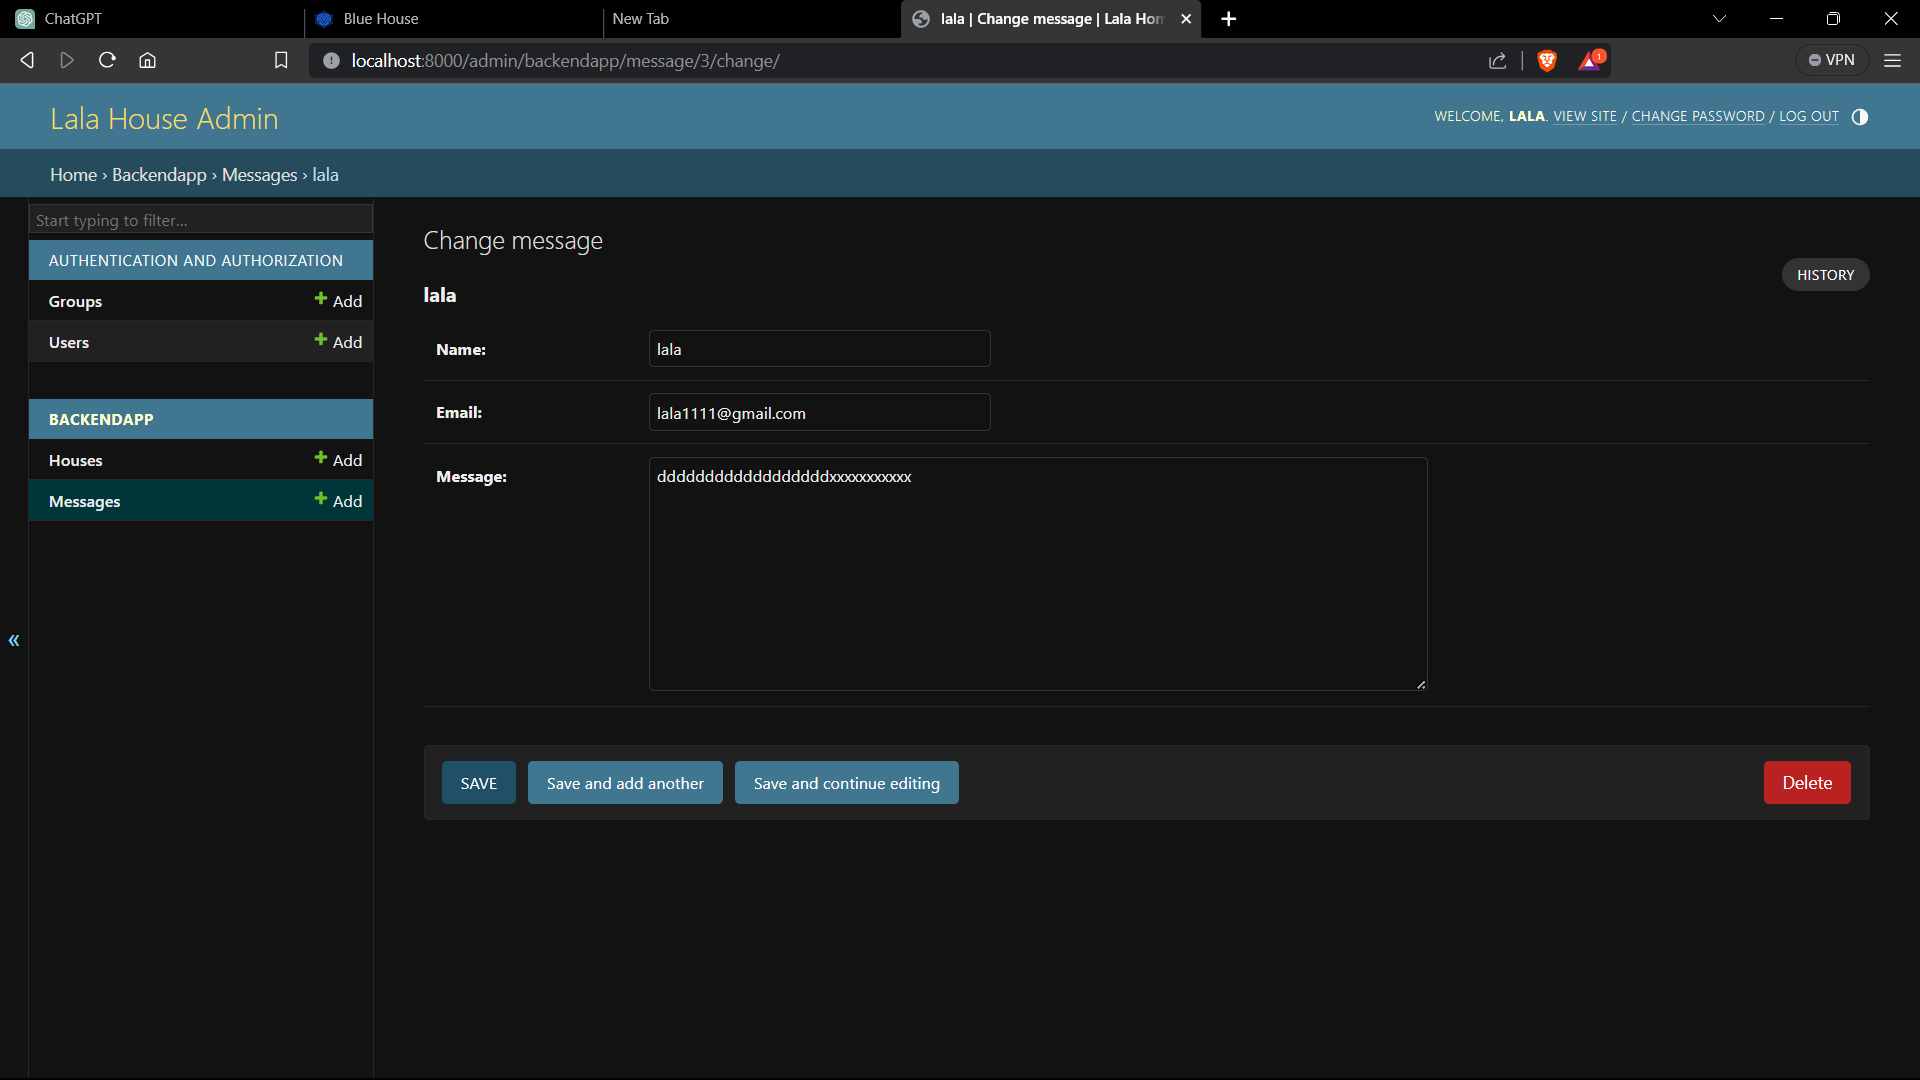 ChatGPT
Blue House
New Tab
lala | Change message | Lala Hom
localhost:8000/admin/backendapp/message/3/change/
1
VPN
Lala House Admin
WELCOME, LALA. VIEW SITE / CHANGE PASSWORD / LOG OUT
Home › Backendapp › Messages › lala
Start typing to filter...
AUTHENTICATION AND AUTHORIZATION
Groups + Add
Users + Add
BACKENDAPP
Houses + Add
Messages + Add
«
Change message
HISTORY
lala
Name: lala
Email: lala1111@gmail.com
Message: ddddddddddddddddddxxxxxxxxxxx
SAVE
Save and add another
Save and continue editing
Delete